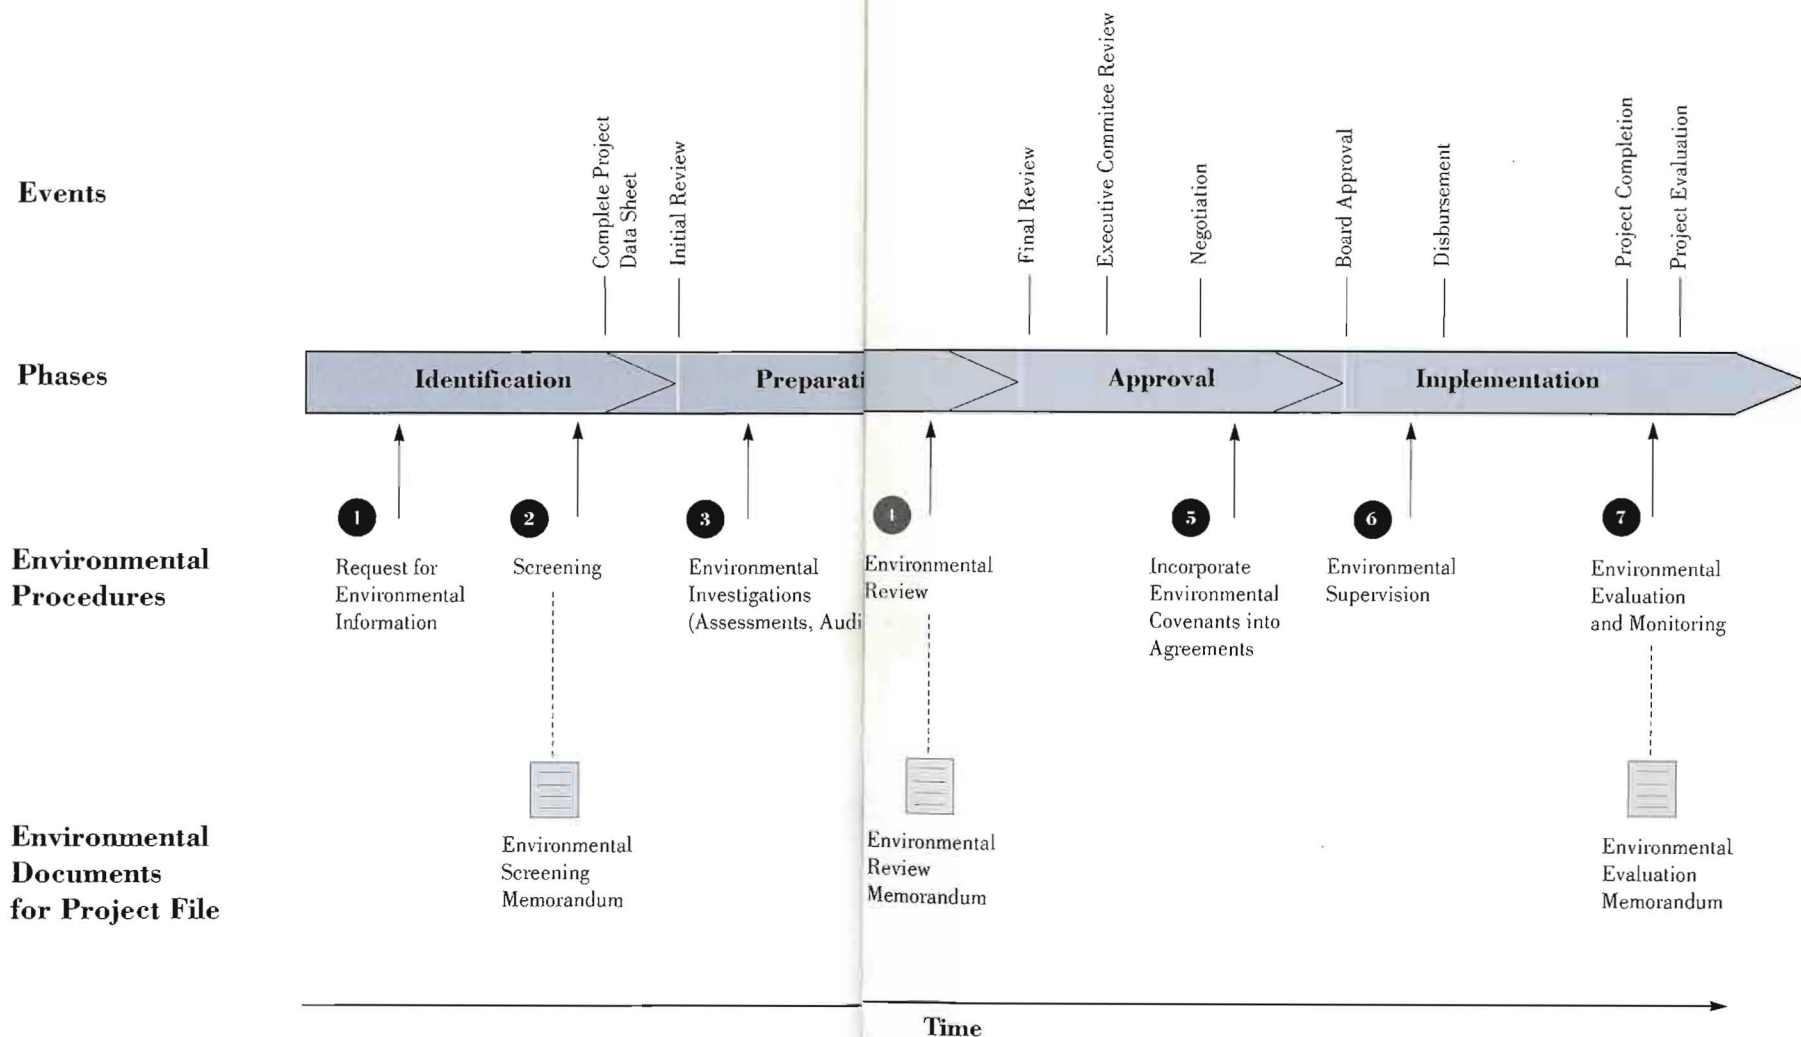 Events
Complete Project
Data Sheet
Initial Review
Final Review
Executive Commitee Review
Negotiation
Board Approval
Disbursement
Project Completion
Project Evaluation
Phases
Identification
Preparati
Approval
Implementation
Environmental
Procedures
1
Request for
Environmental
Information
2
Screening
3
Environmental
Investigations
(Assessments, Audi
4
Environmental
Review
5
Incorporate
Environmental
Covenants into
Agreements
6
Environmental
Supervision
7
Environmental
Evaluation
and Monitoring
Environmental
Documents
for Project File
Environmental
Screening
Memorandum
Environmental
Review
Memorandum
Environmental
Evaluation
Memorandum
Time